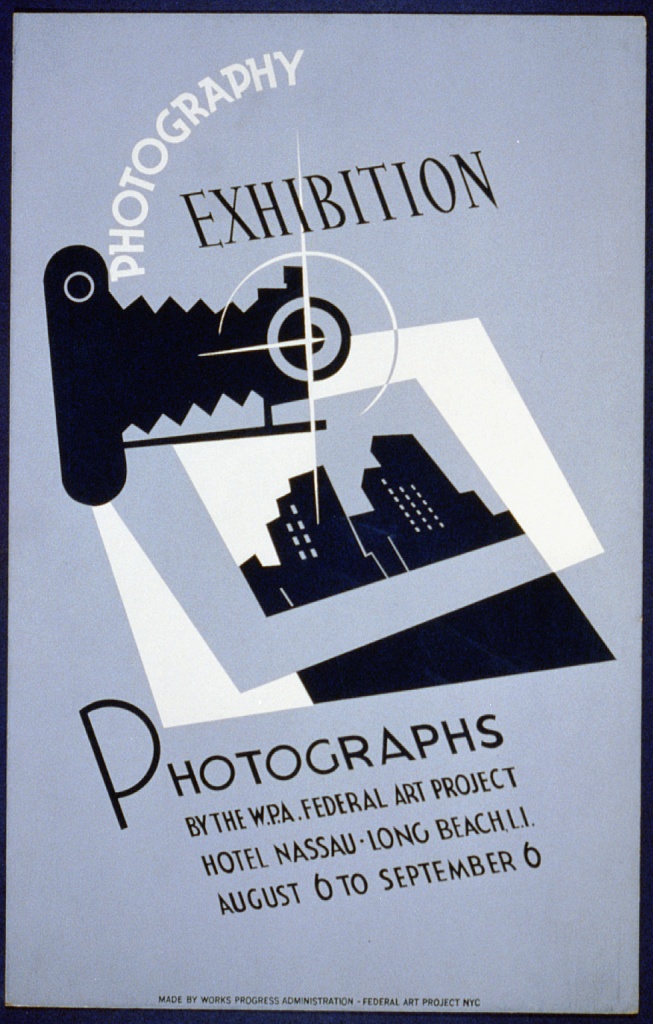 PHOTOGRAPHY
EXHIBITION
PHOTOGRAPHS
BY THE W.P.A. FEDERAL ART PROJECT
HOTEL NASSAU · LONG BEACH, L.I.
AUGUST 6 TO SEPTEMBER 6
MADE BY WORKS PROGRESS ADMINISTRATION - FEDERAL ART PROJECT NYC